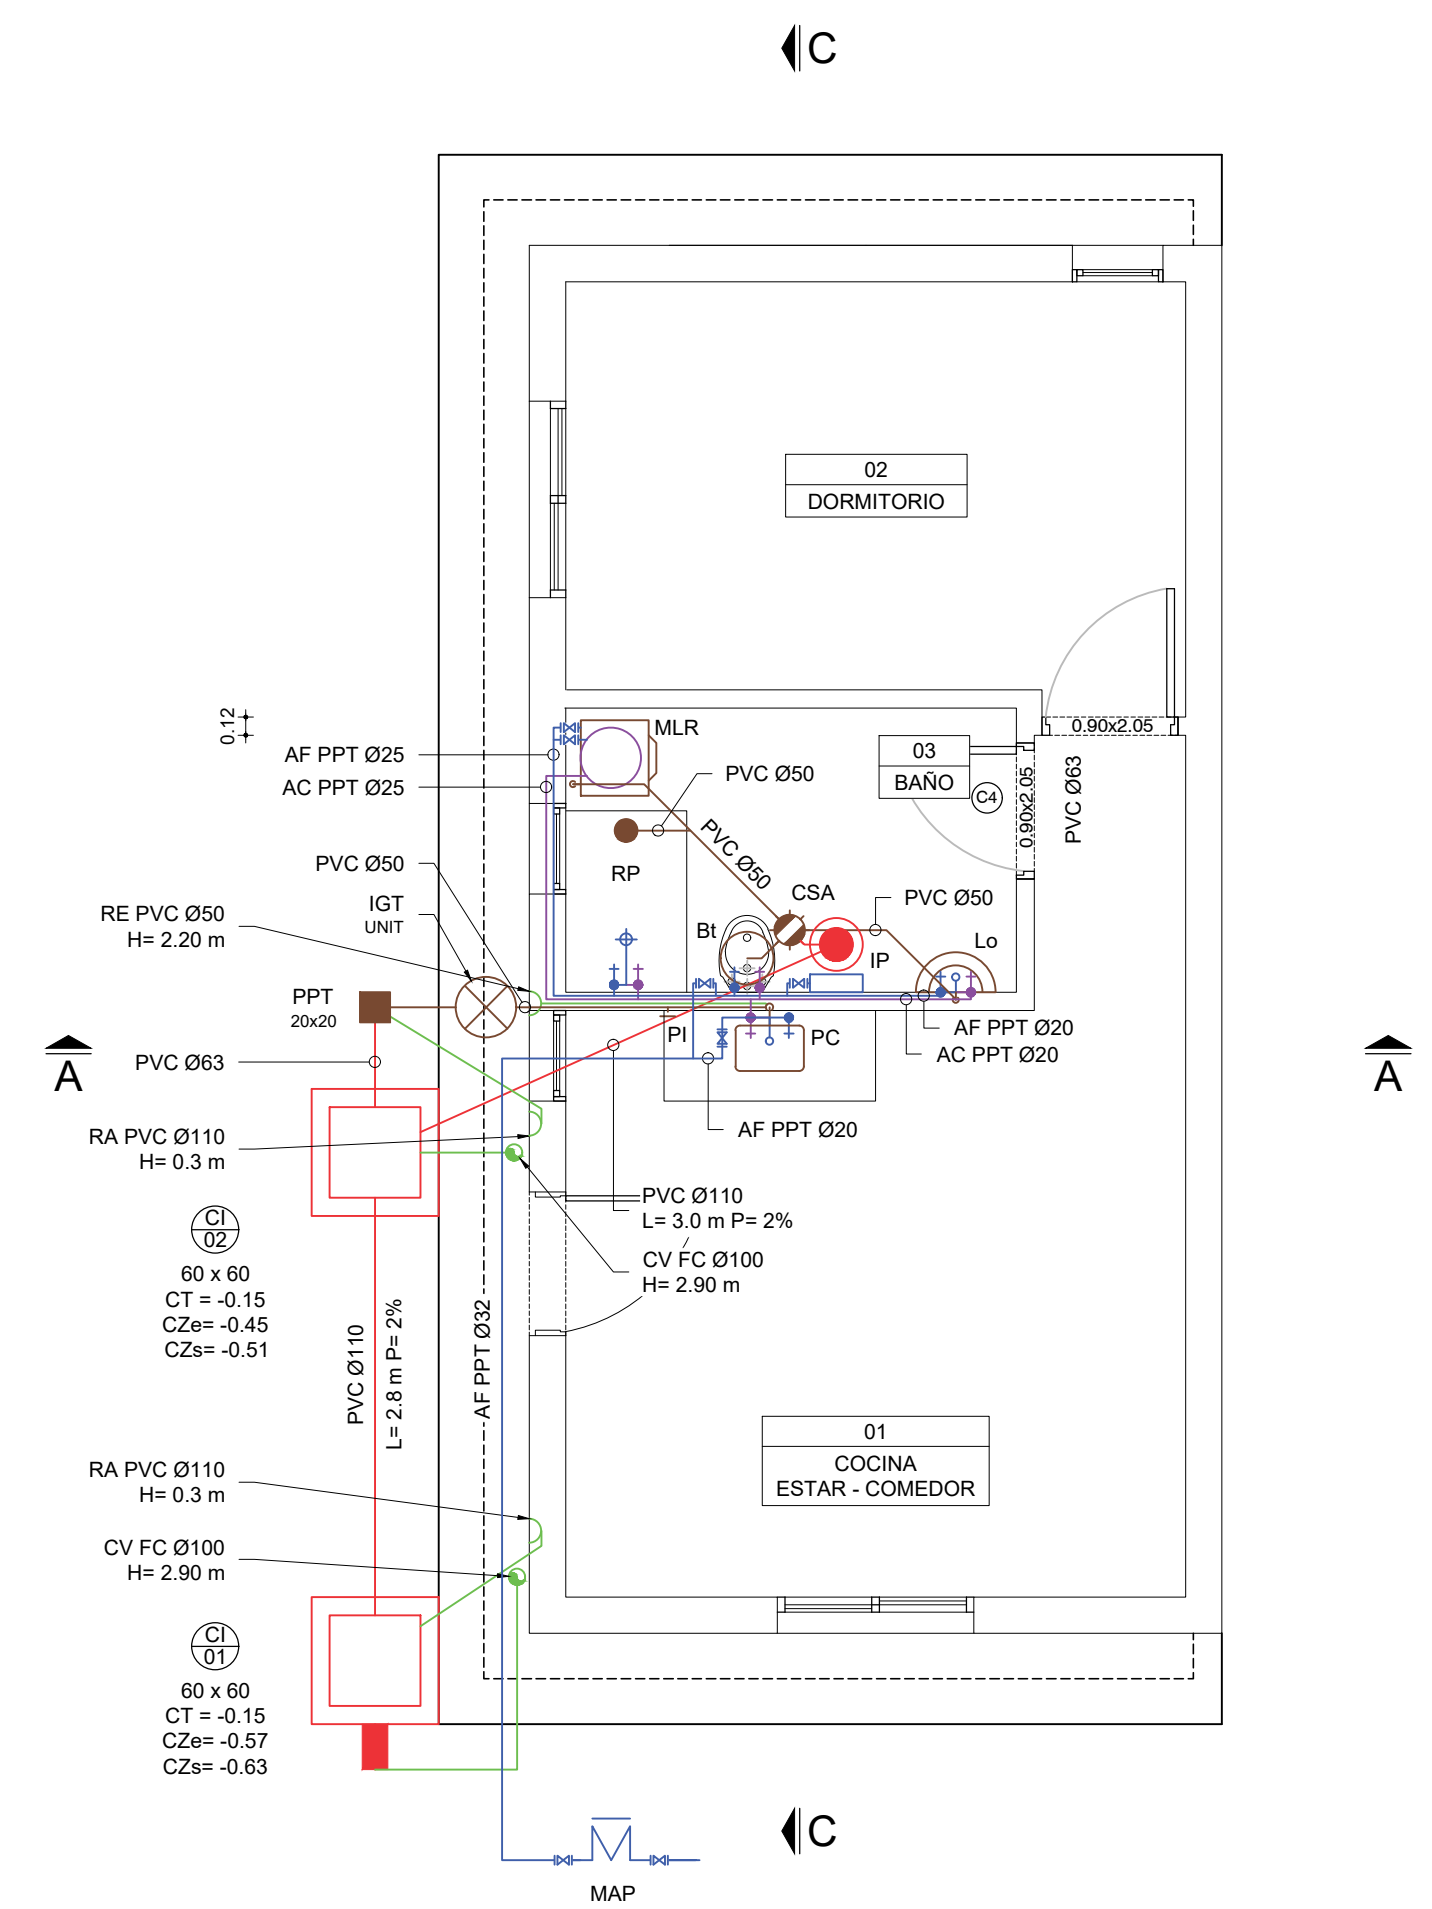 C
02
DORMITORIO
0.12
AF PPT Ø25
AC PPT Ø25
MLR
PVC Ø50
03
BAÑO
C4
0.90x2.05
0.90x2.05
PVC Ø63
PVC Ø50
PVC Ø50
RP
CSA
PVC Ø50
IGT
UNIT
RE PVC Ø50
H= 2.20 m
Bt
IP
Lo
PPT
20x20
PI
PC
AF PPT Ø20
AC PPT Ø20
A
A
PVC Ø63
AF PPT Ø20
RA PVC Ø110
H= 0.3 m
PVC Ø110
L= 3.0 m P= 2%
CV FC Ø100
H= 2.90 m
CI
02
60 x 60
CT = -0.15
CZe= -0.45
CZs= -0.51
PVC Ø110
L= 2.8 m P= 2%
AF PPT Ø32
01
COCINA
ESTAR - COMEDOR
RA PVC Ø110
H= 0.3 m
CV FC Ø100
H= 2.90 m
CI
01
60 x 60
CT = -0.15
CZe= -0.57
CZs= -0.63
C
MAP